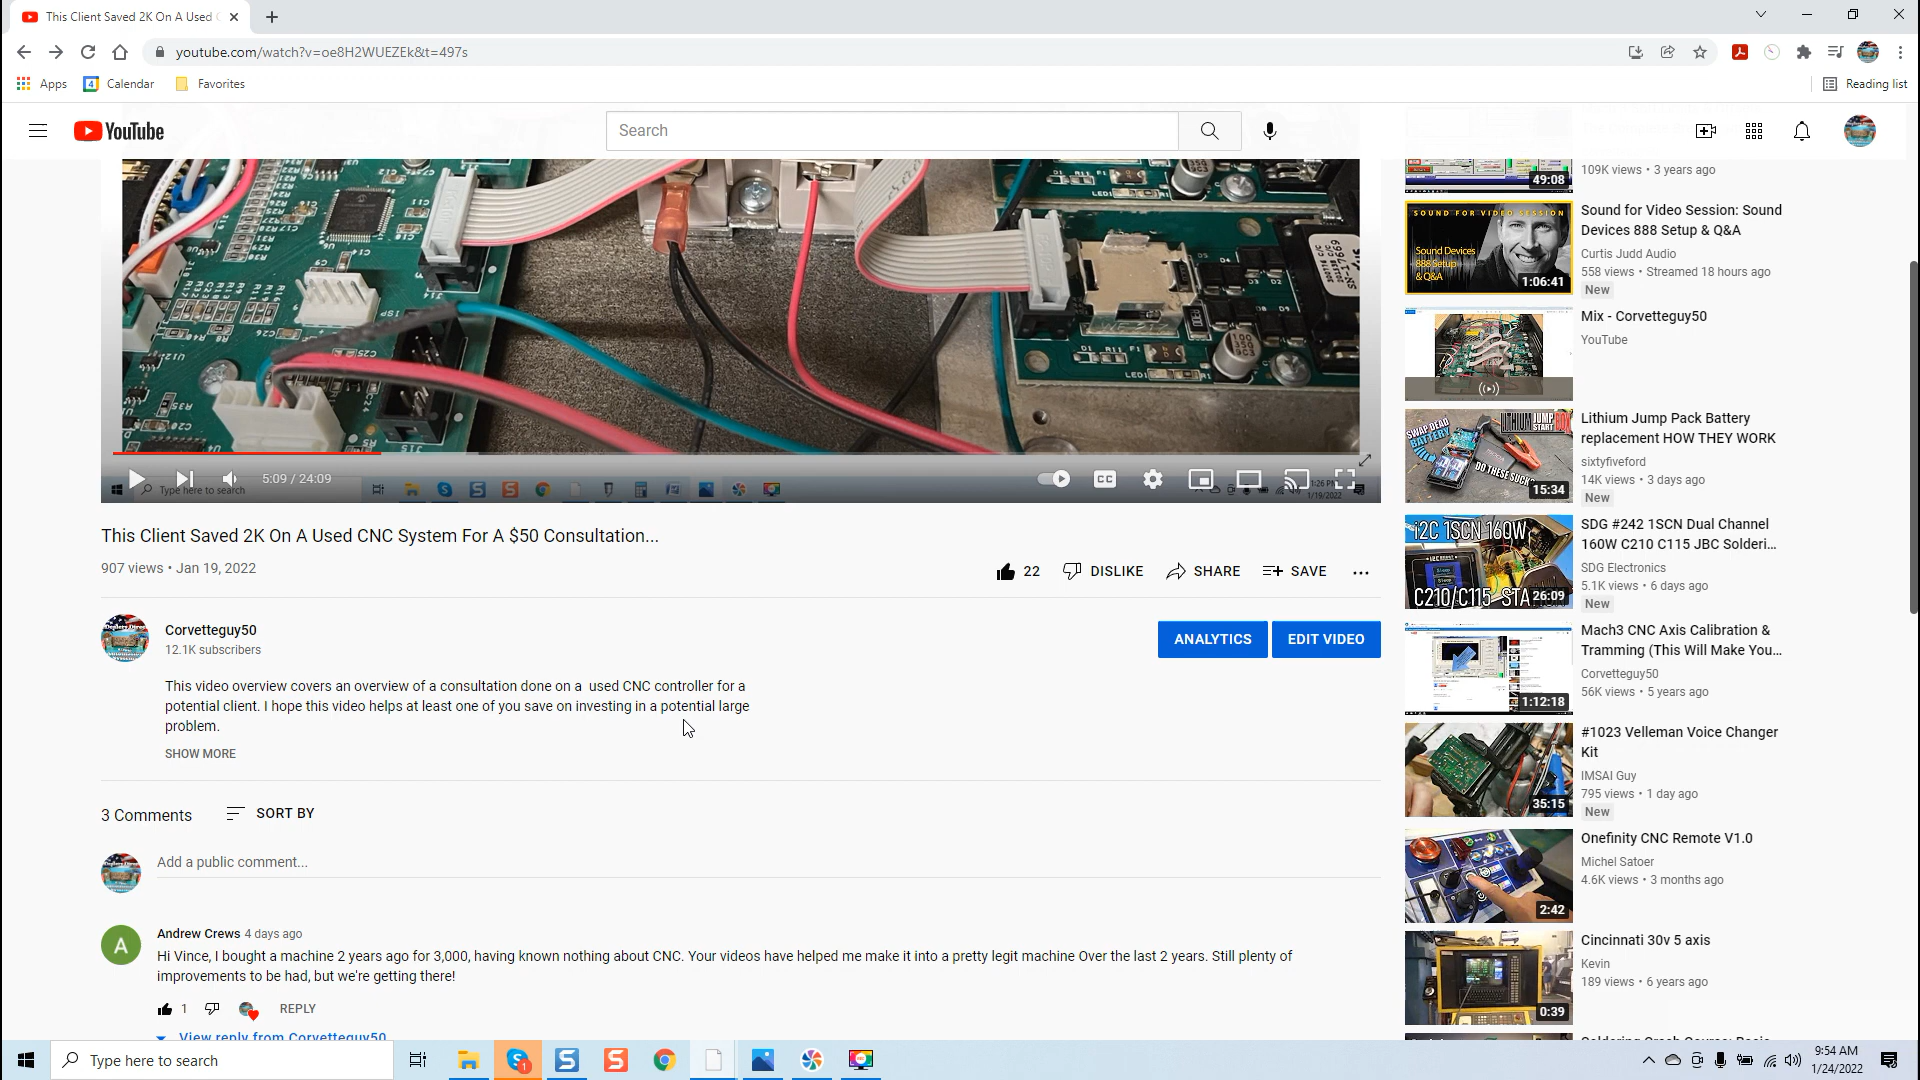 This Client Saved 2K On A Used C
youtube.com/watch?v=oe8H2WUEZEk&t=497s
Apps
4
Calendar
Favorites
Reading list
YouTube
Search
49:08
109K views • 3 years ago
SOUND FOR VIDEO SESSION
Sound Devices
888 Setup
& Q&A
1:06:41
Sound for Video Session: Sound
Devices 888 Setup & Q&A
Curtis Judd Audio
558 views • Streamed 18 hours ago
New
Mix - Corvetteguy50
YouTube
SWAP DEAD
BATTERY
LITHIUM JUMP PACK
DO THESE SUCK?
15:34
Lithium Jump Pack Battery
replacement HOW THEY WORK
sixtyfiveford
14K views • 3 days ago
New
i2C 1SCN 160W
C210/C115 STATION
26:09
SDG #242 1SCN Dual Channel
160W C210 C115 JBC Solderi...
SDG Electronics
5.1K views • 6 days ago
New
1:12:18
Mach3 CNC Axis Calibration &
Tramming (This Will Make You...
Corvetteguy50
56K views • 5 years ago
35:15
#1023 Velleman Voice Changer
Kit
IMSAI Guy
795 views • 1 day ago
New
2:42
Onefinity CNC Remote V1.0
Michel Satoer
4.6K views • 3 months ago
0:39
Cincinnati 30v 5 axis
Kevin
189 views • 6 years ago
5:09 / 24:09
CC
Type here to search
1:26 PM
1/19/2022
This Client Saved 2K On A Used CNC System For A $50 Consultation...
907 views • Jan 19, 2022
22
DISLIKE
SHARE
SAVE
Corvetteguy50
12.1K subscribers
ANALYTICS
EDIT VIDEO
This video overview covers an overview of a consultation done on a used CNC controller for a
potential client. I hope this video helps at least one of you save on investing in a potential large
problem.
SHOW MORE
3 Comments
SORT BY
Add a public comment...
A
Andrew Crews 4 days ago
Hi Vince, I bought a machine 2 years ago for 3,000, having known nothing about CNC. Your videos have helped me make it into a pretty legit machine Over the last 2 years. Still plenty of
improvements to be had, but we're getting there!
1
REPLY
View reply from Corvetteguy50
Type here to search
9:54 AM
1/24/2022